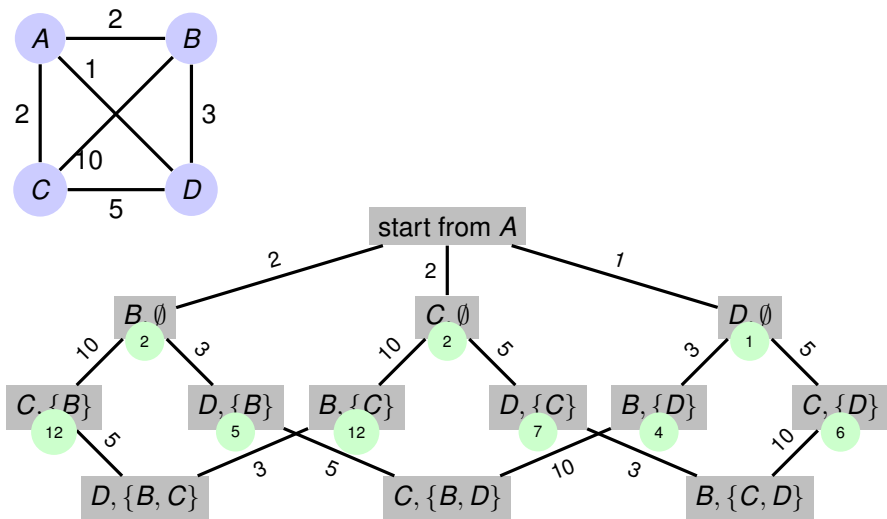 2
A B
1
2 3
10
C D
5
start from A
2 2 1
B, ∅ C, ∅ D, ∅
2 2 1
10 3 10 5 3 5
C, {B} D, {B} B, {C} D, {C} B, {D} C, {D}
12 5 12 7 4 6
5 3 5 10 3 10
D, {B, C} C, {B, D} B, {C, D}